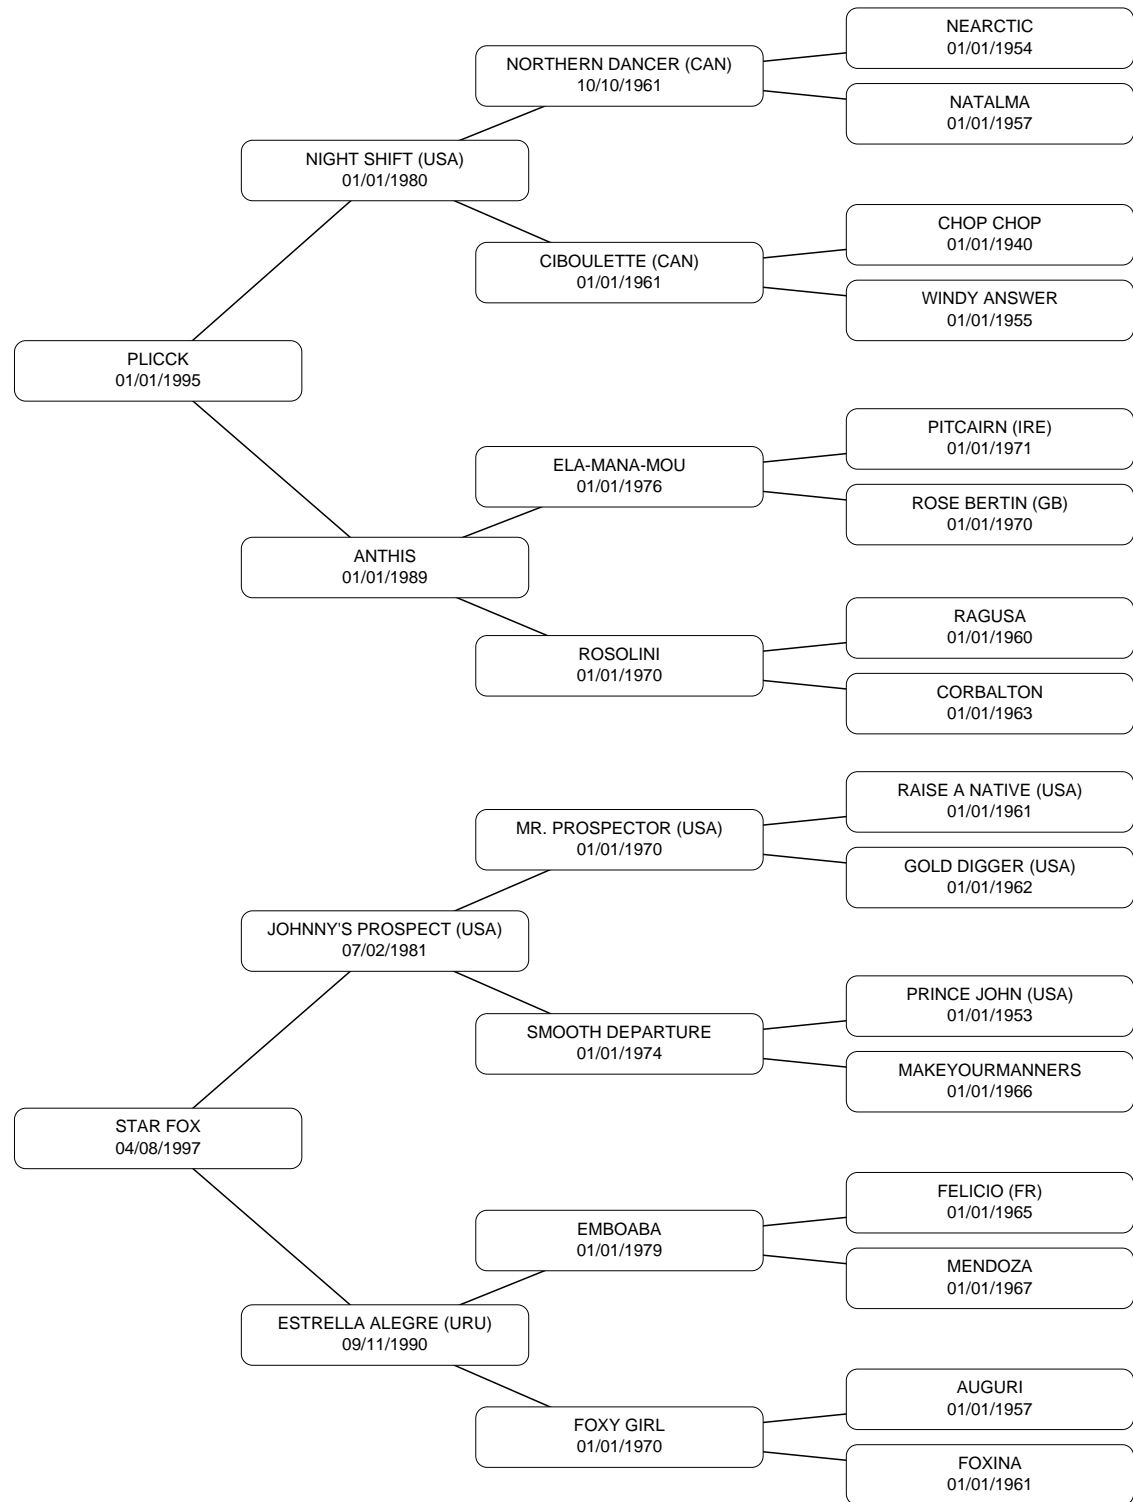 NEARCTIC
01/01/1954
NORTHERN DANCER (CAN)
10/10/1961
NATALMA
01/01/1957
NIGHT SHIFT (USA)
01/01/1980
CHOP CHOP
01/01/1940
CIBOULETTE (CAN)
01/01/1961
WINDY ANSWER
01/01/1955
PLICCK
01/01/1995
PITCAIRN (IRE)
01/01/1971
ELA-MANA-MOU
01/01/1976
ROSE BERTIN (GB)
01/01/1970
ANTHIS
01/01/1989
RAGUSA
01/01/1960
ROSOLINI
01/01/1970
CORBALTON
01/01/1963
RAISE A NATIVE (USA)
01/01/1961
MR. PROSPECTOR (USA)
01/01/1970
GOLD DIGGER (USA)
01/01/1962
JOHNNY'S PROSPECT (USA)
07/02/1981
PRINCE JOHN (USA)
01/01/1953
SMOOTH DEPARTURE
01/01/1974
MAKEYOURMANNERS
01/01/1966
STAR FOX
04/08/1997
FELICIO (FR)
01/01/1965
EMBOABA
01/01/1979
MENDOZA
01/01/1967
ESTRELLA ALEGRE (URU)
09/11/1990
AUGURI
01/01/1957
FOXY GIRL
01/01/1970
FOXINA
01/01/1961